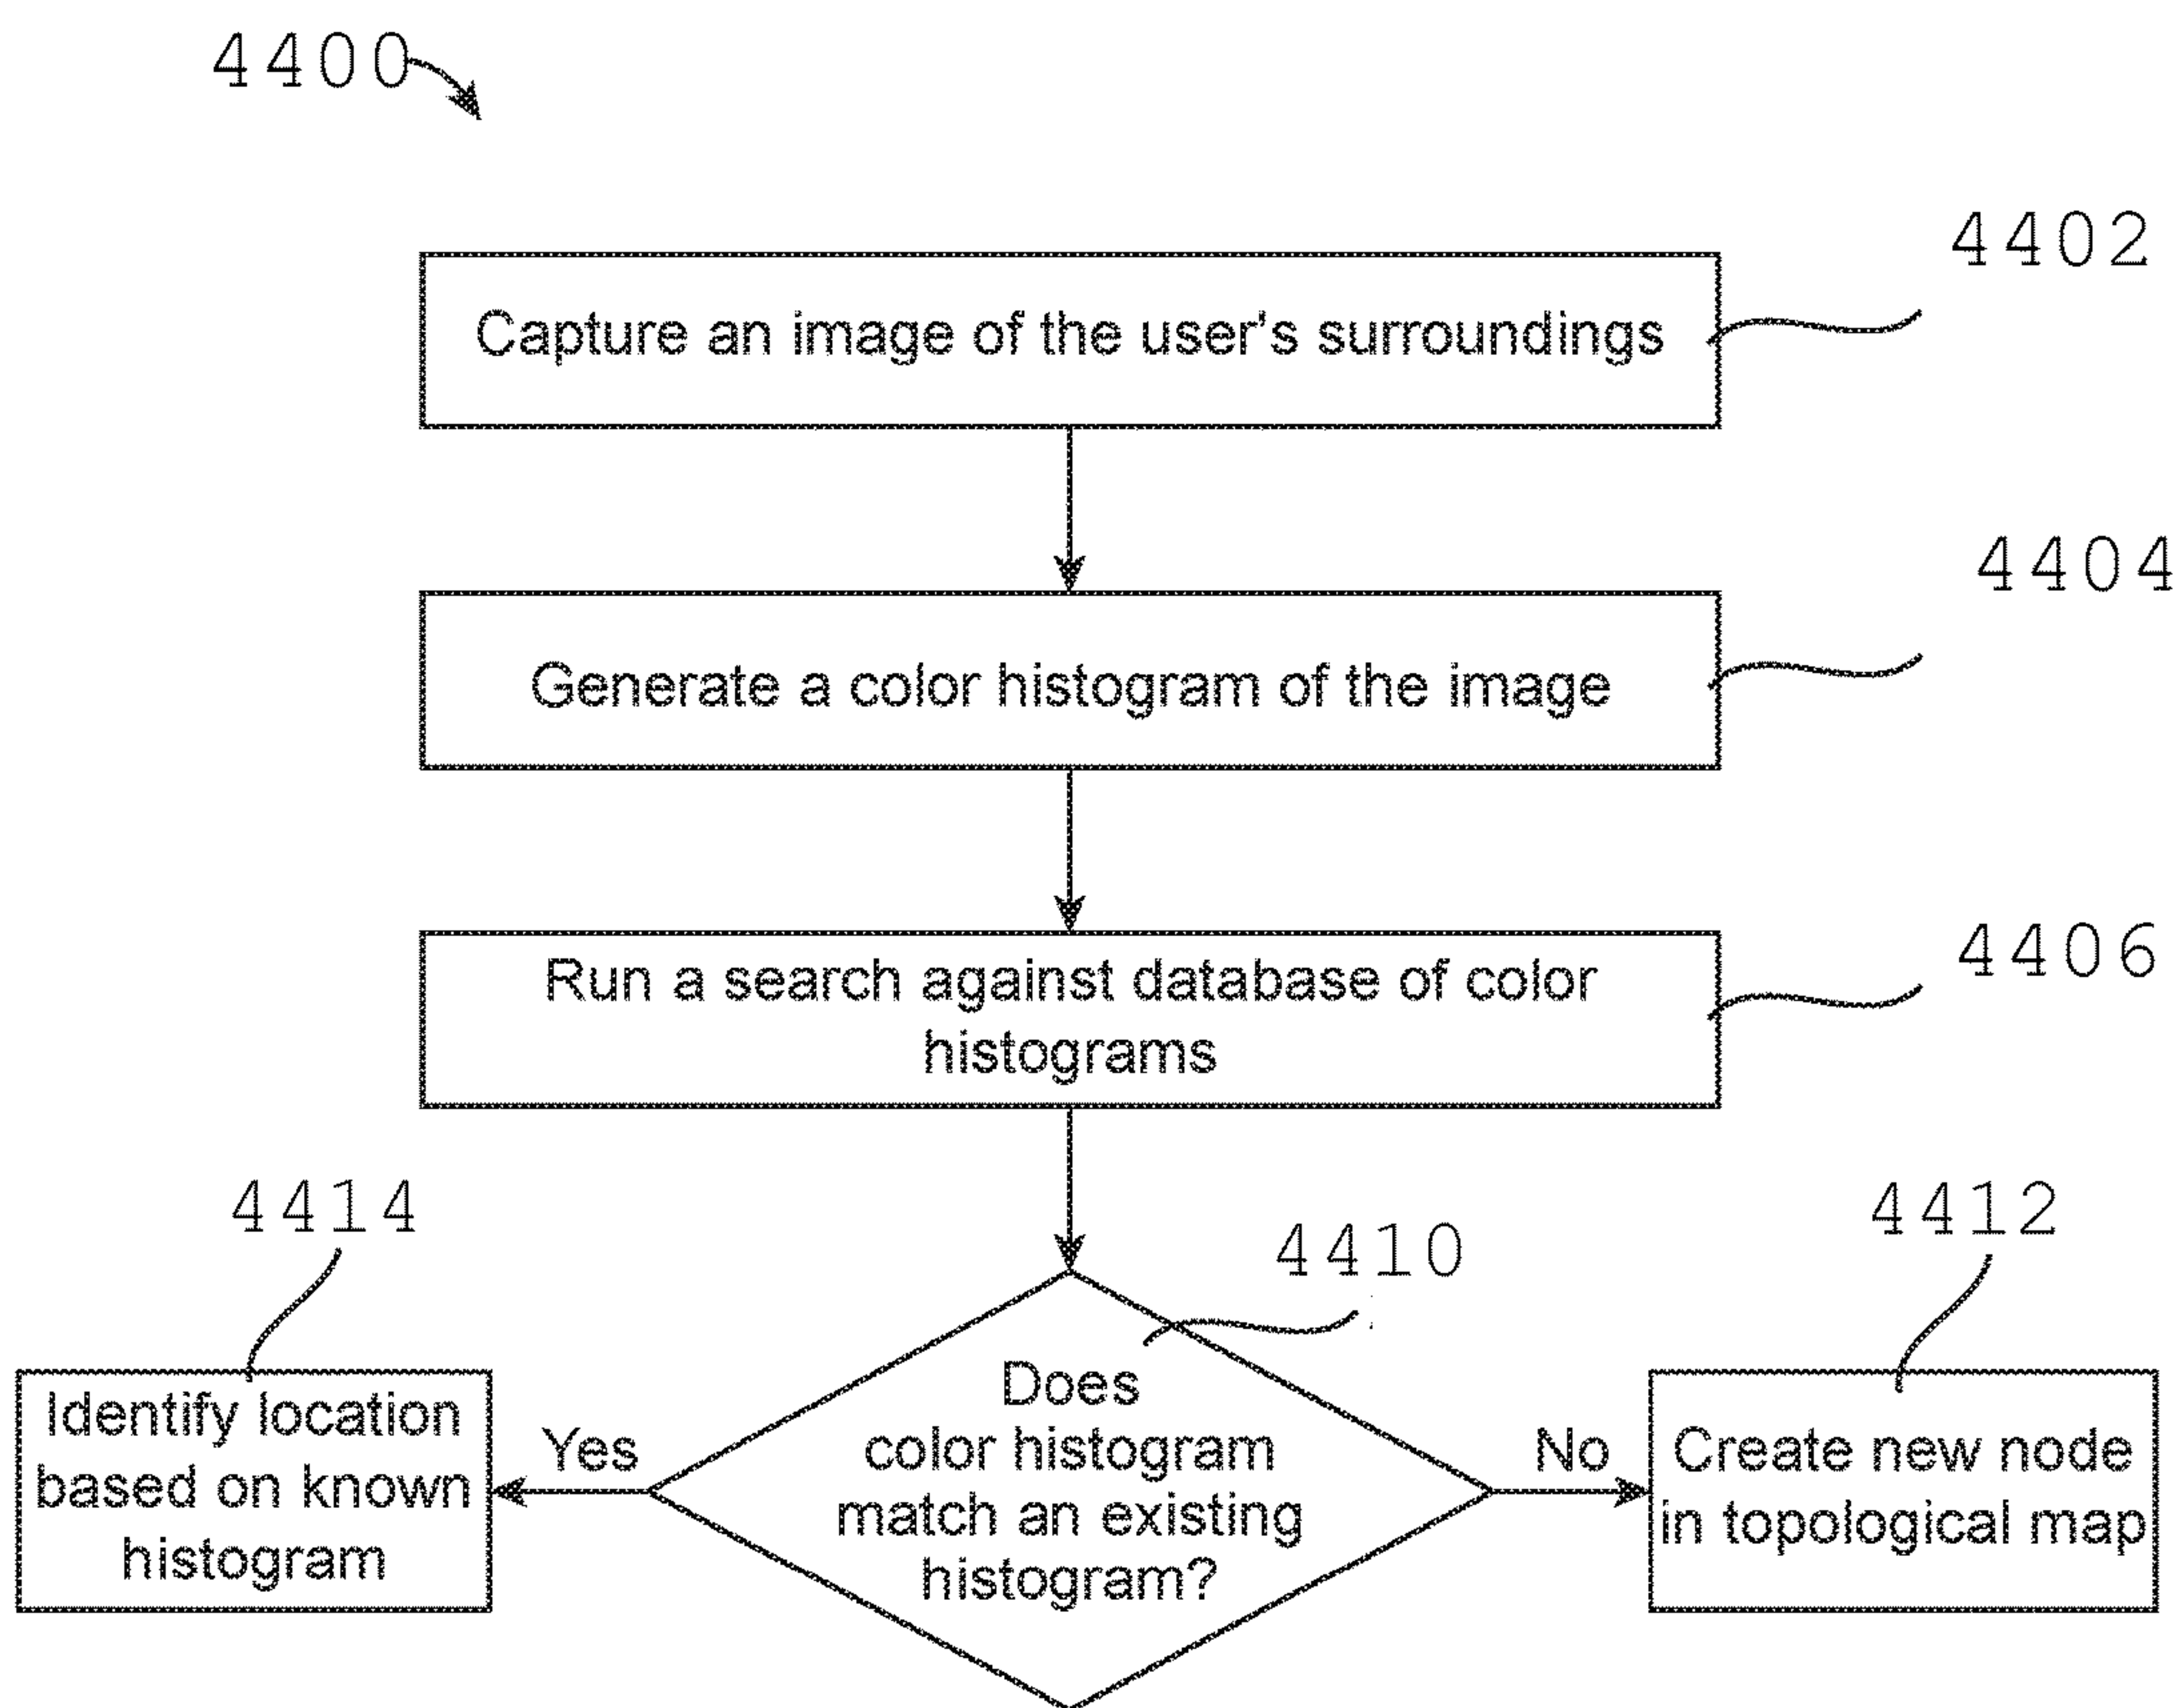 4400
4402
Capture an image of the user's surroundings
4404
Generate a color histogram of the image
4406
Run a search against database of color
histograms
4414
4410
4412
Identify location
based on known
histogram
Yes
Does
color histogram
match an existing
histogram?
No
Create new node
in topological map